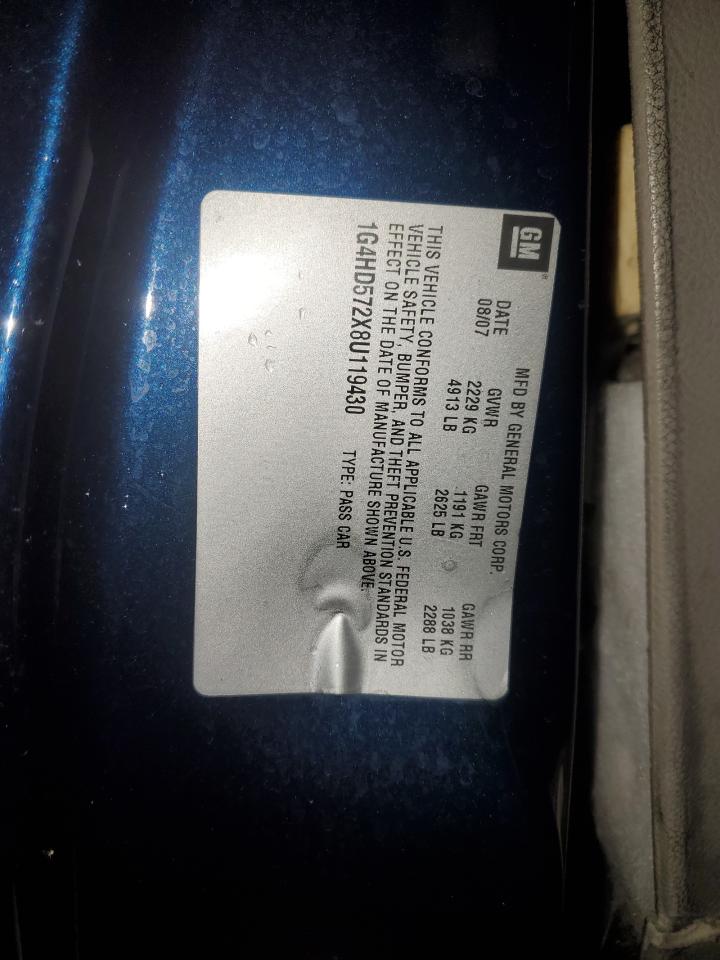 GM
MFD BY GENERAL MOTORS CORP
DATE GVWR GAWR FRT GAWR RR
08/07 2229 KG 1191 KG 1038 KG
4913 LB 2625 LB 2288 LB
THIS VEHICLE CONFORMS TO ALL APPLICABLE U.S. FEDERAL MOTOR
VEHICLE SAFETY, BUMPER, AND THEFT PREVENTION STANDARDS IN
EFFECT ON THE DATE OF MANUFACTURE SHOWN ABOVE.
1G4HD572X8U119430 TYPE: PASS CAR